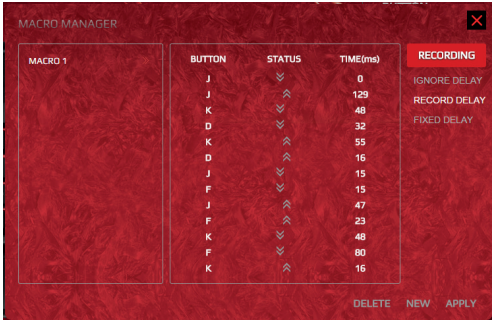 MACRO MANAGER
MACRO 1
BUTTON STATUS TIME(ms)
J 0
J 129
K 48
D 32
K 55
D 16
J 15
F 15
J 47
F 23
K 48
F 80
K 16
RECORDING
IGNORE DELAY
RECORD DELAY
FIXED DELAY
DELETE NEW APPLY